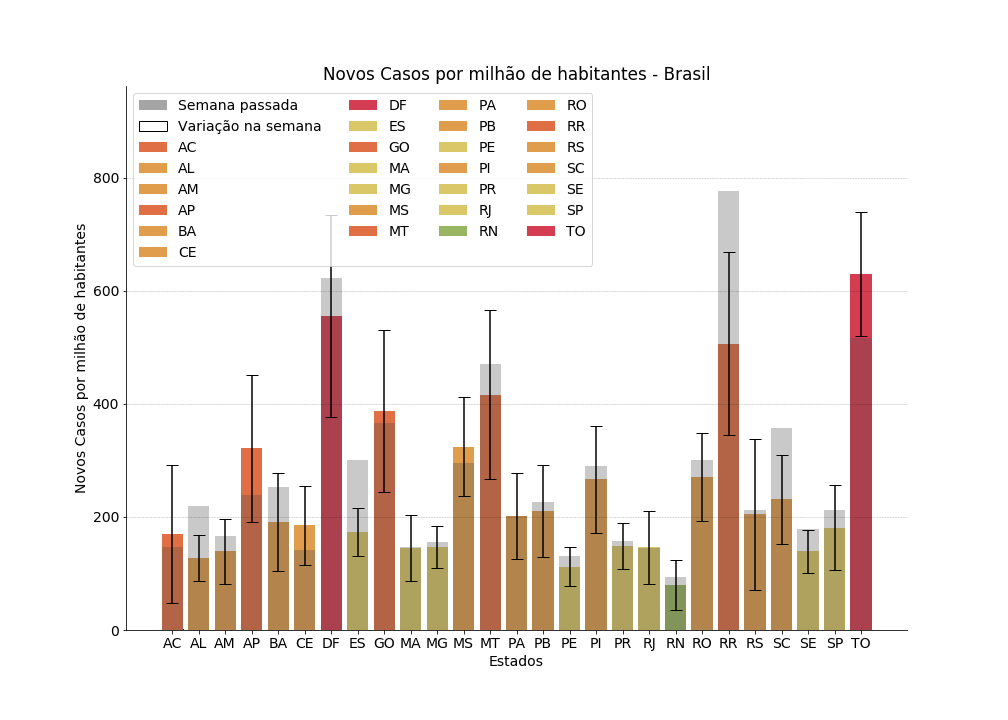 Novos Casos por milhão de habitantes - Brasil
Semana passada
Variação na semana
AC
AL
AM
AP
BA
CE
DF
ES
GO
MA
MG
MS
MT
PA
PB
PE
PI
PR
RJ
RN
RO
RR
RS
SC
SE
SP
TO
Novos Casos por milhão de habitantes
800
600
400
200
0
AC AL AM AP BA CE DF ES GO MA MG MS MT PA PB PE PI PR RJ RN RO RR RS SC SE SP TO
Estados